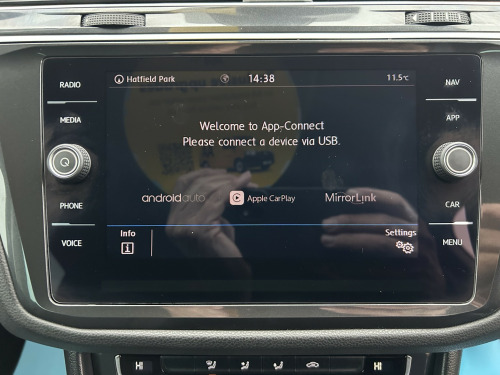 Hatfield Park 14:38 11.5°C
RADIO
MEDIA
PHONE
VOICE
Welcome to App-Connect
Please connect a device via USB.
androidauto Apple CarPlay MirrorLink
Info Settings
NAV
APP
CAR
MENU
HI HI